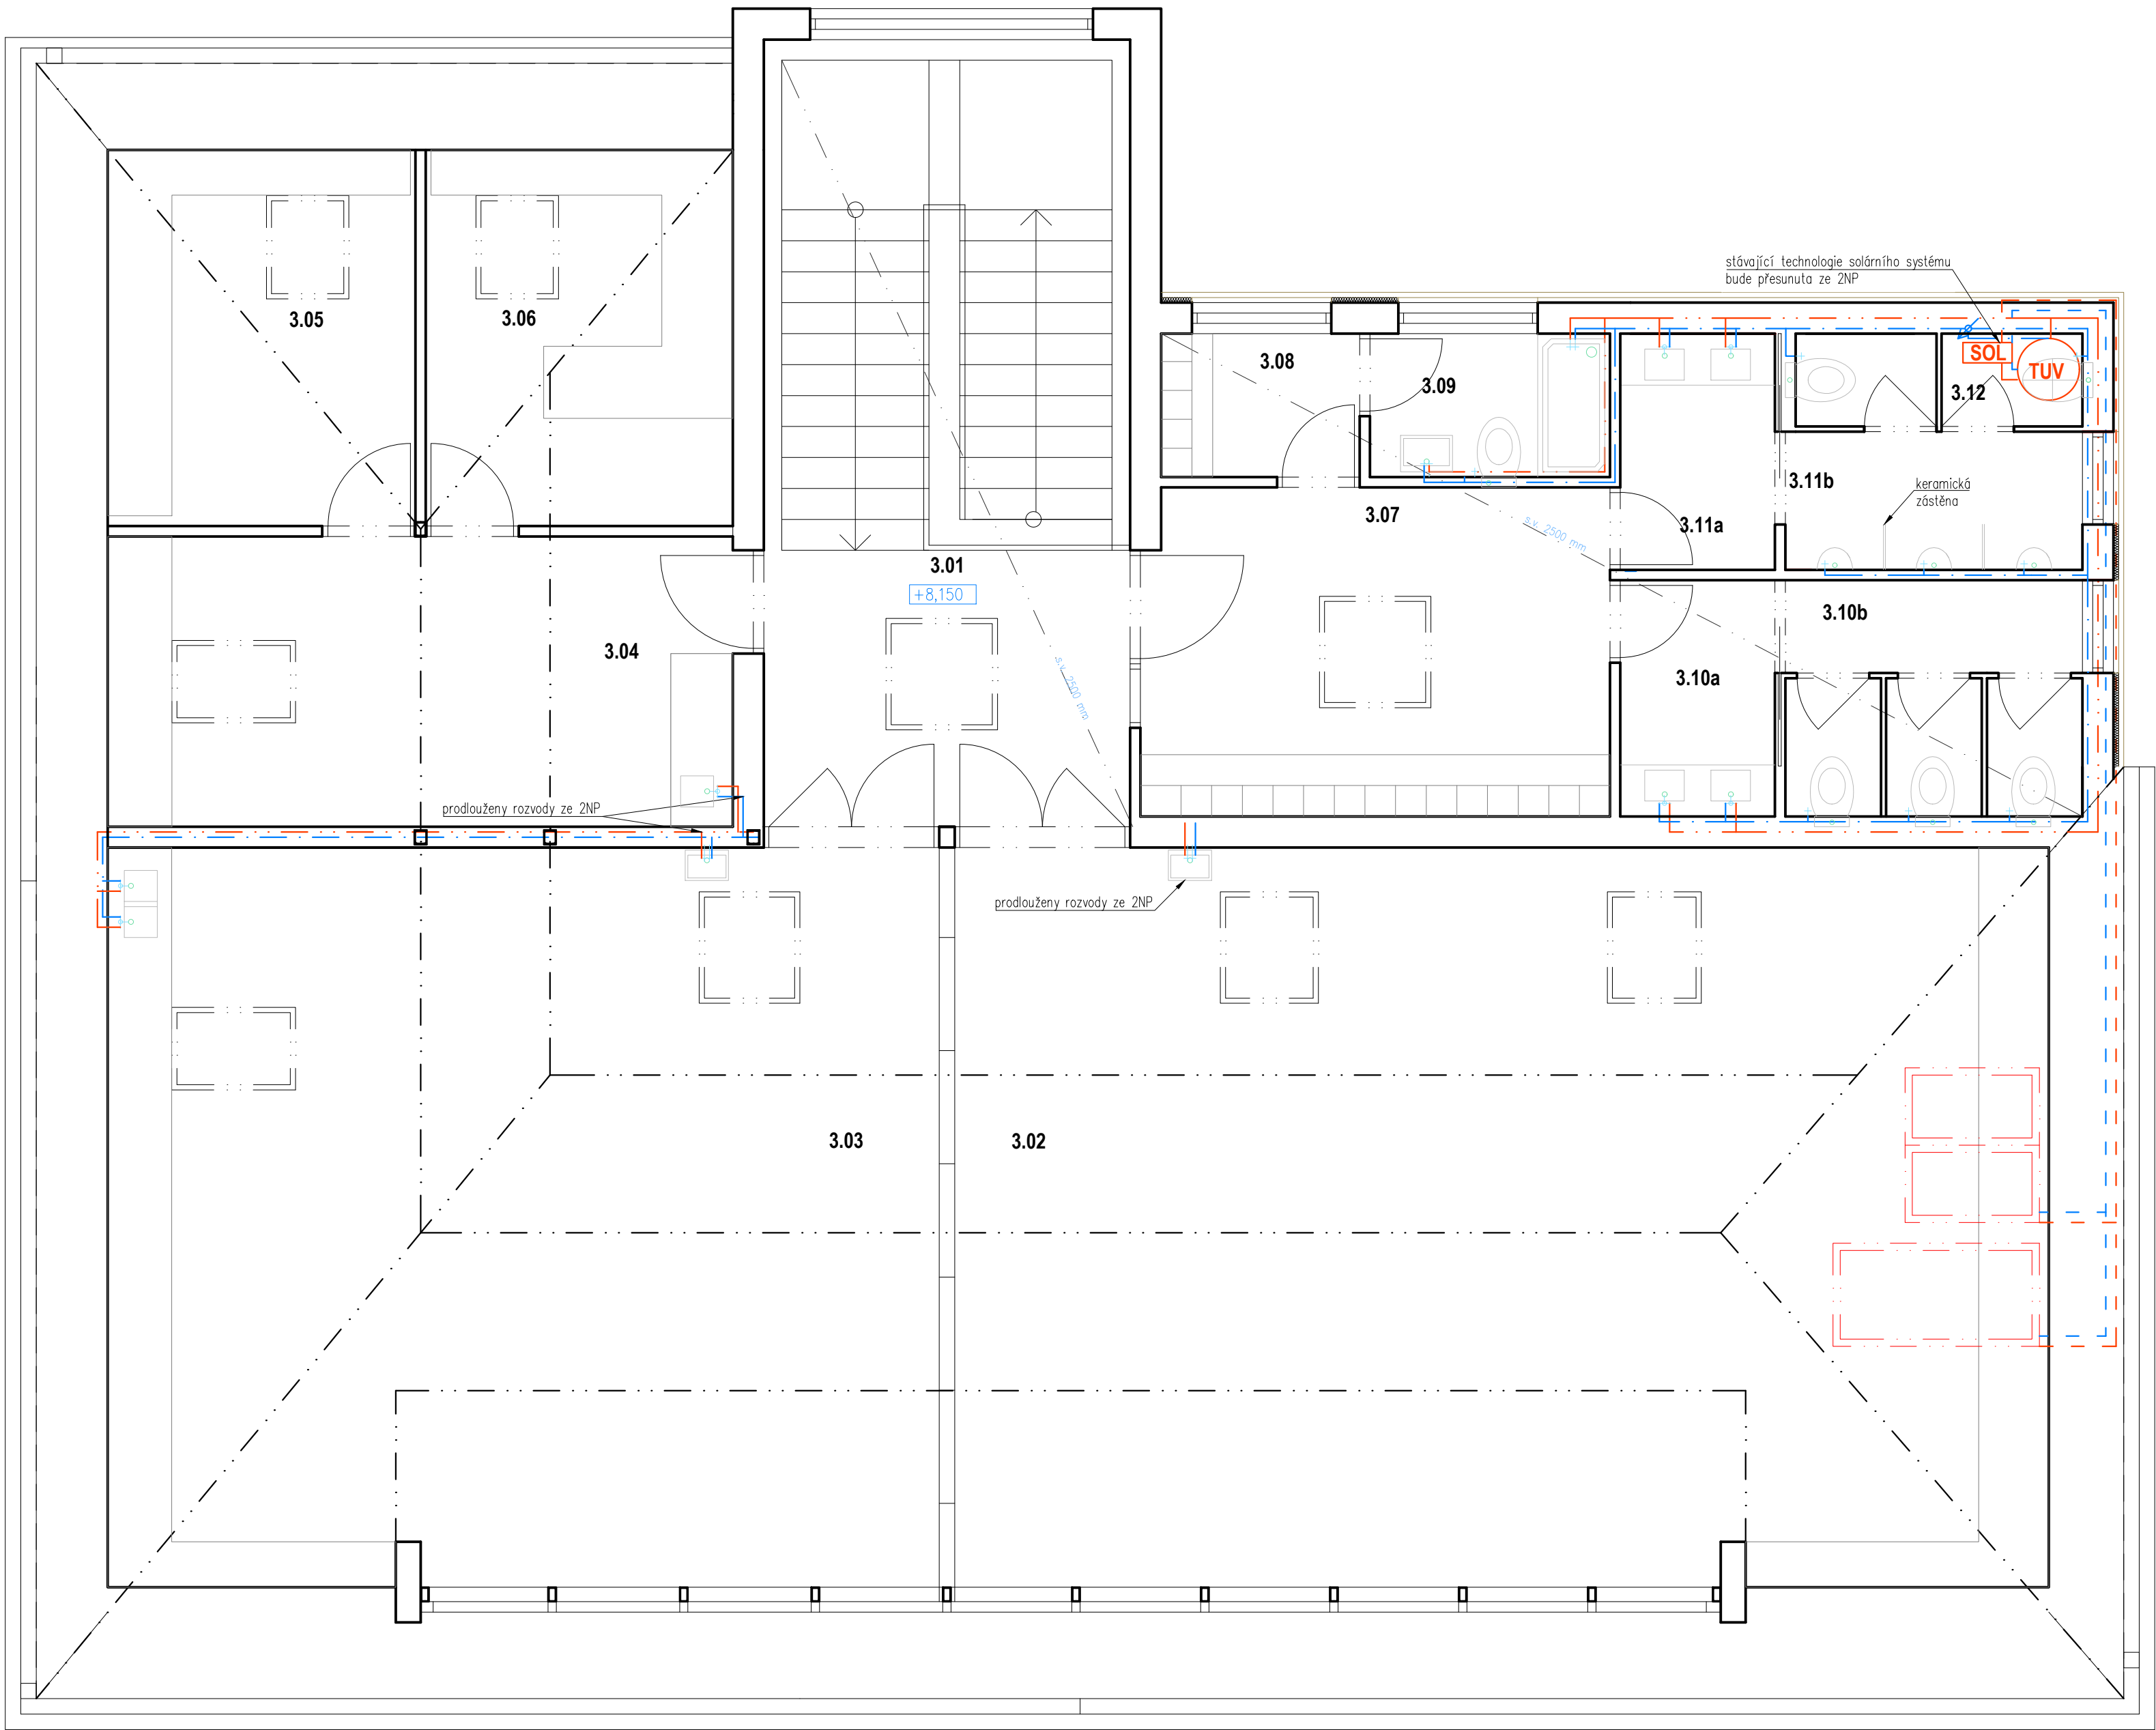 stávající technologie solárního systému
bude přesunuta ze 2NP
3.05
3.06
3.08
3.09
SOL
TUV
3.12
3.11b
keramická
zástěna
3.07
3.11a
s.v. 2500 mm
3.01
+8,150
3.10b
3.04
3.10a
s.v. 2500 mm
prodlouženy rozvody ze 2NP
prodlouženy rozvody ze 2NP
3.03
3.02